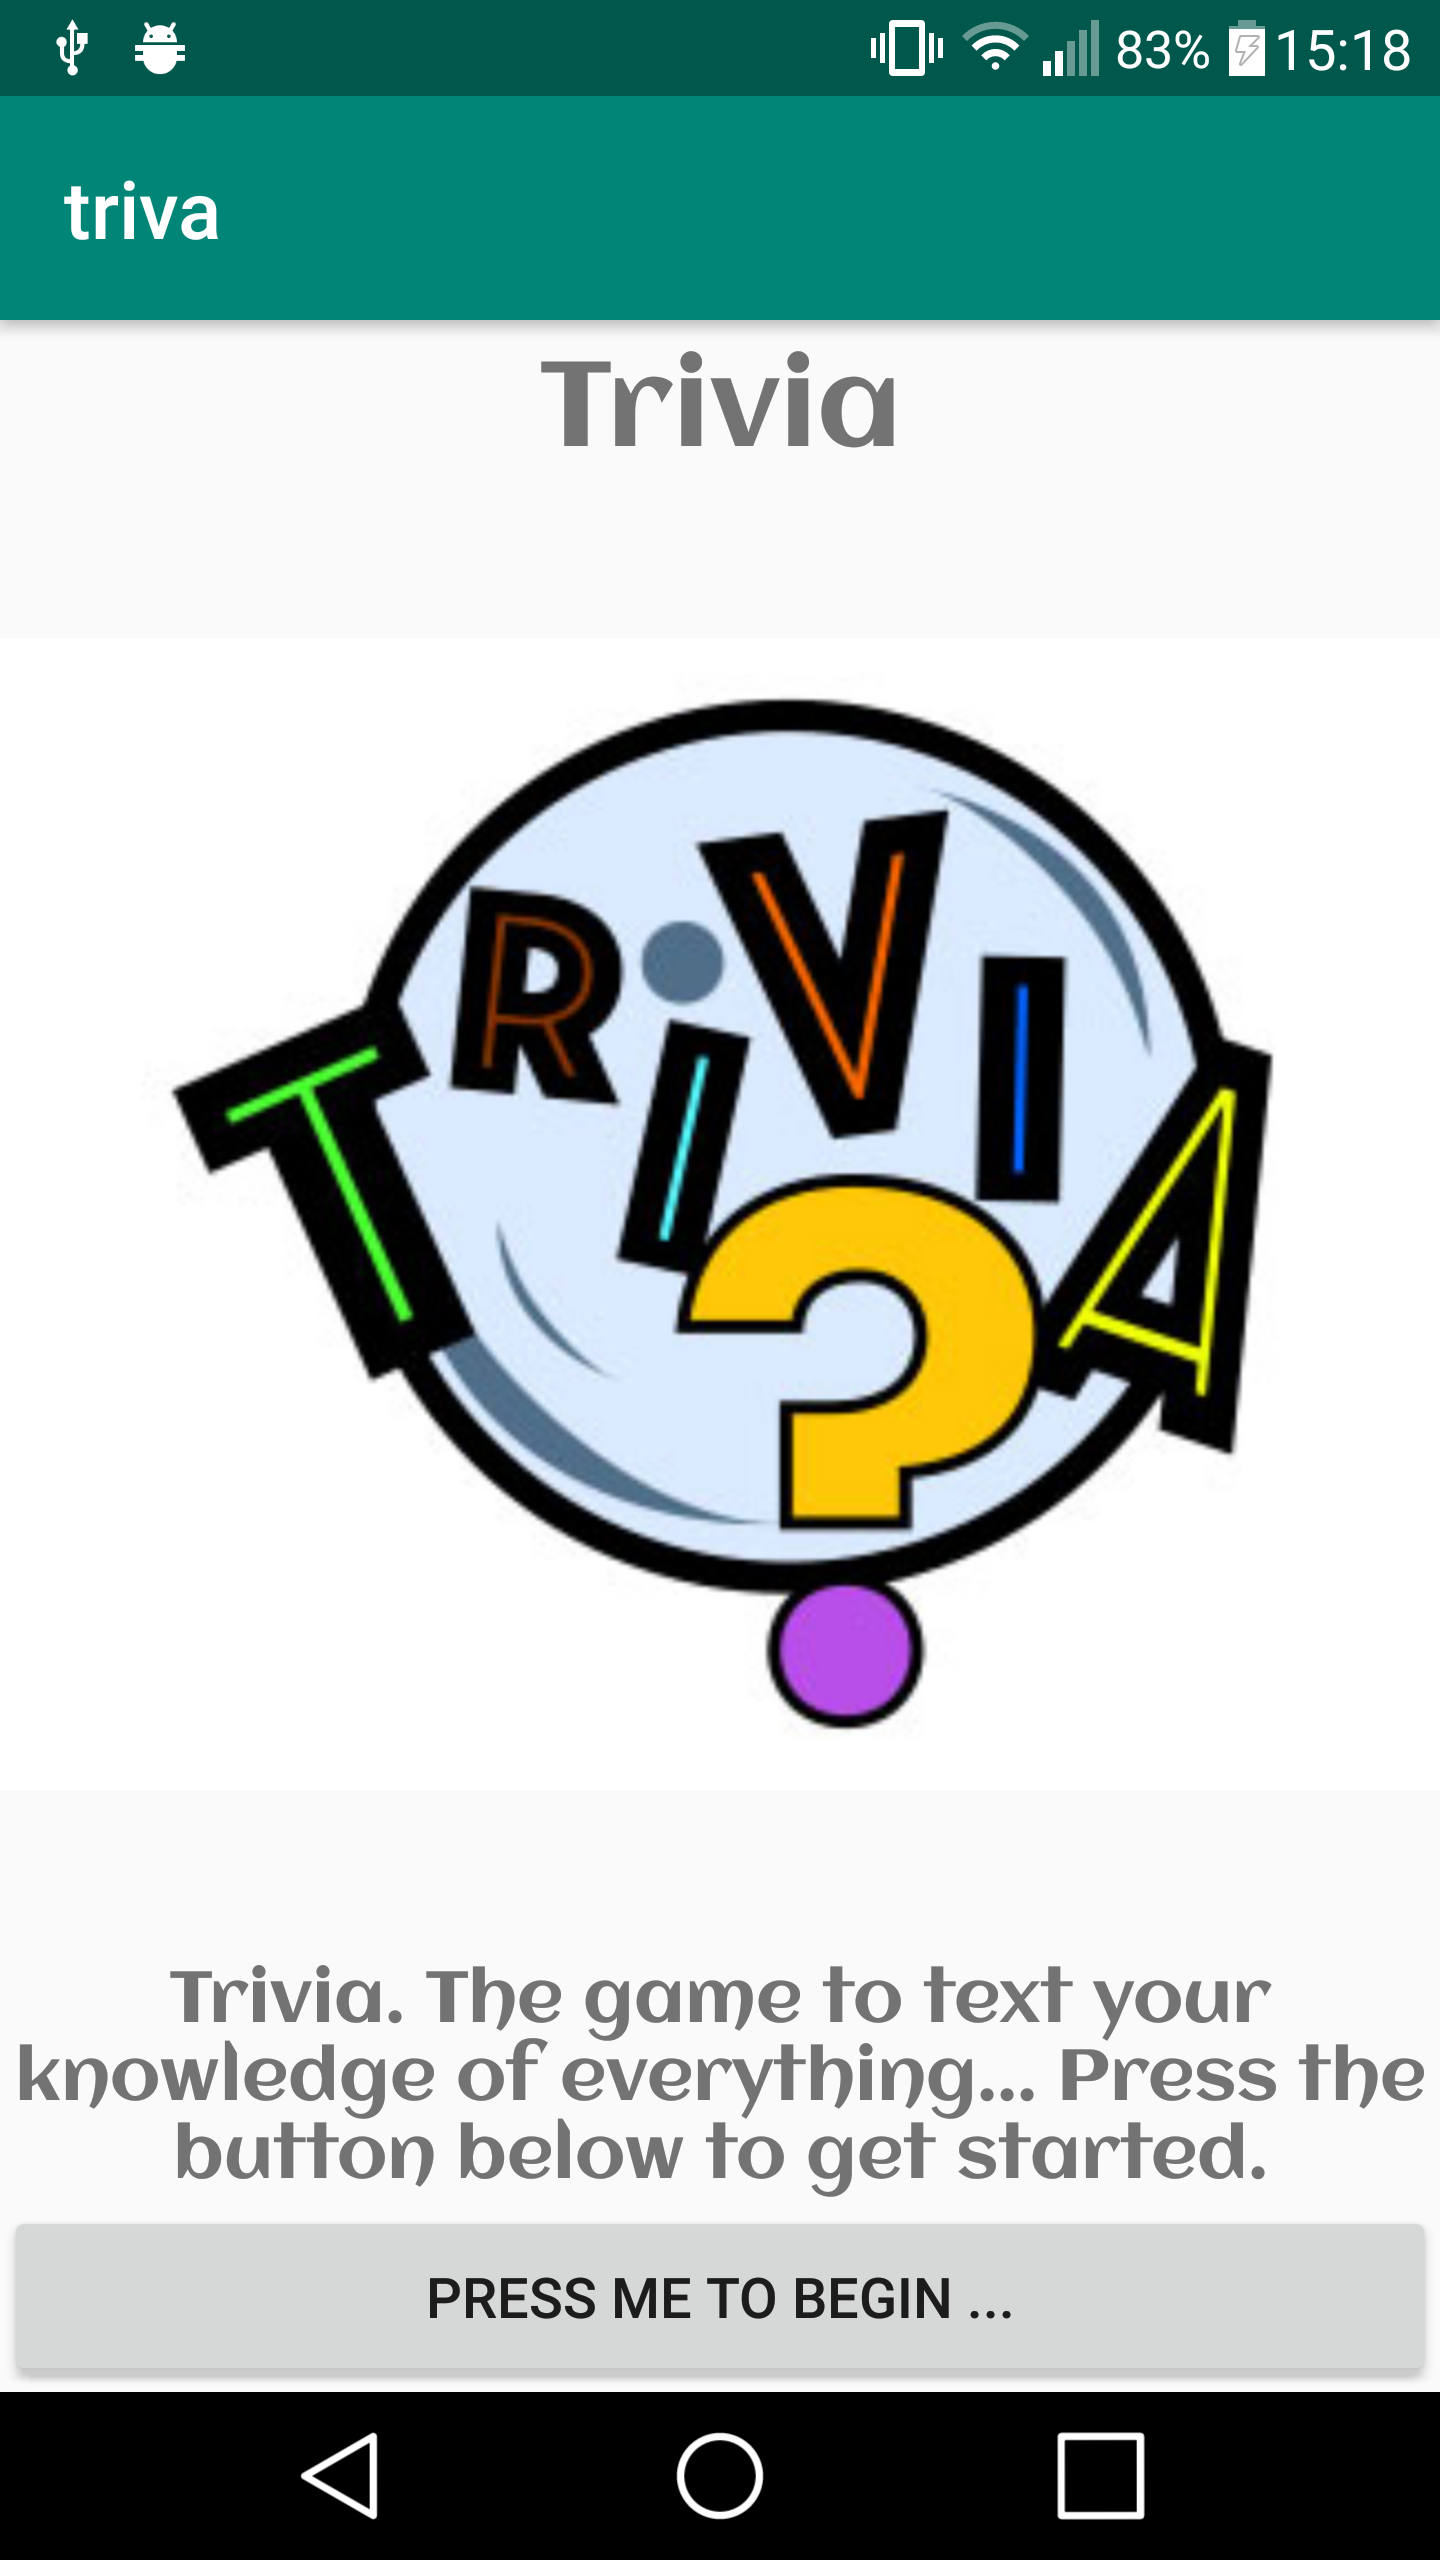 83% 15:18
triva
Trivia
TRIVIA?
Trivia. The game to text your
knowledge of everything... Press the
button below to get started.
PRESS ME TO BEGIN ...